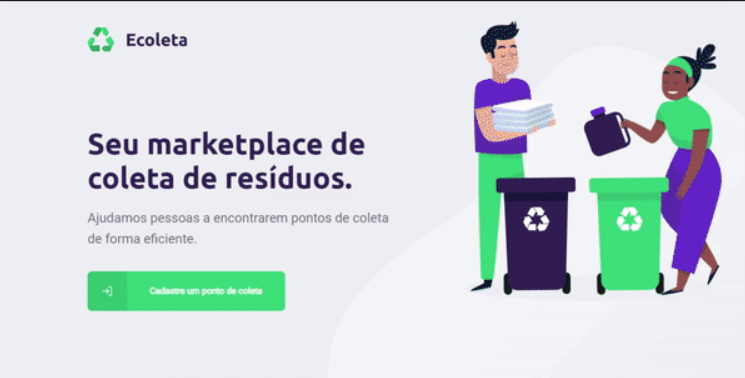 Ecoleta
Seu marketplace de
coleta de resíduos.
Ajudamos pessoas a encontrarem pontos de coleta
de forma eficiente.
Cadastre um ponto de coleta